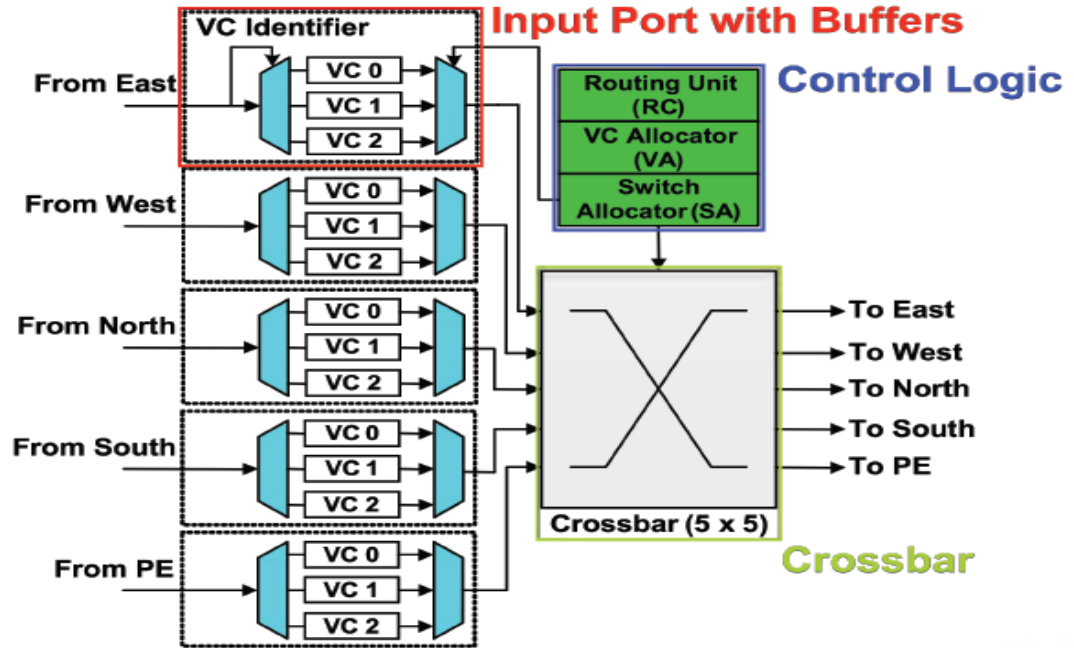 VC Identifier
Input Port with Buffers
From East
VC 0
VC 1
VC 2
Routing Unit
(RC)
VC Allocator
(VA)
Switch
Allocator (SA)
Control Logic
From West
VC 0
VC 1
VC 2
From North
VC 0
VC 1
VC 2
From South
VC 0
VC 1
VC 2
From PE
VC 0
VC 1
VC 2
To East
To West
To North
To South
To PE
Crossbar (5 x 5)
Crossbar